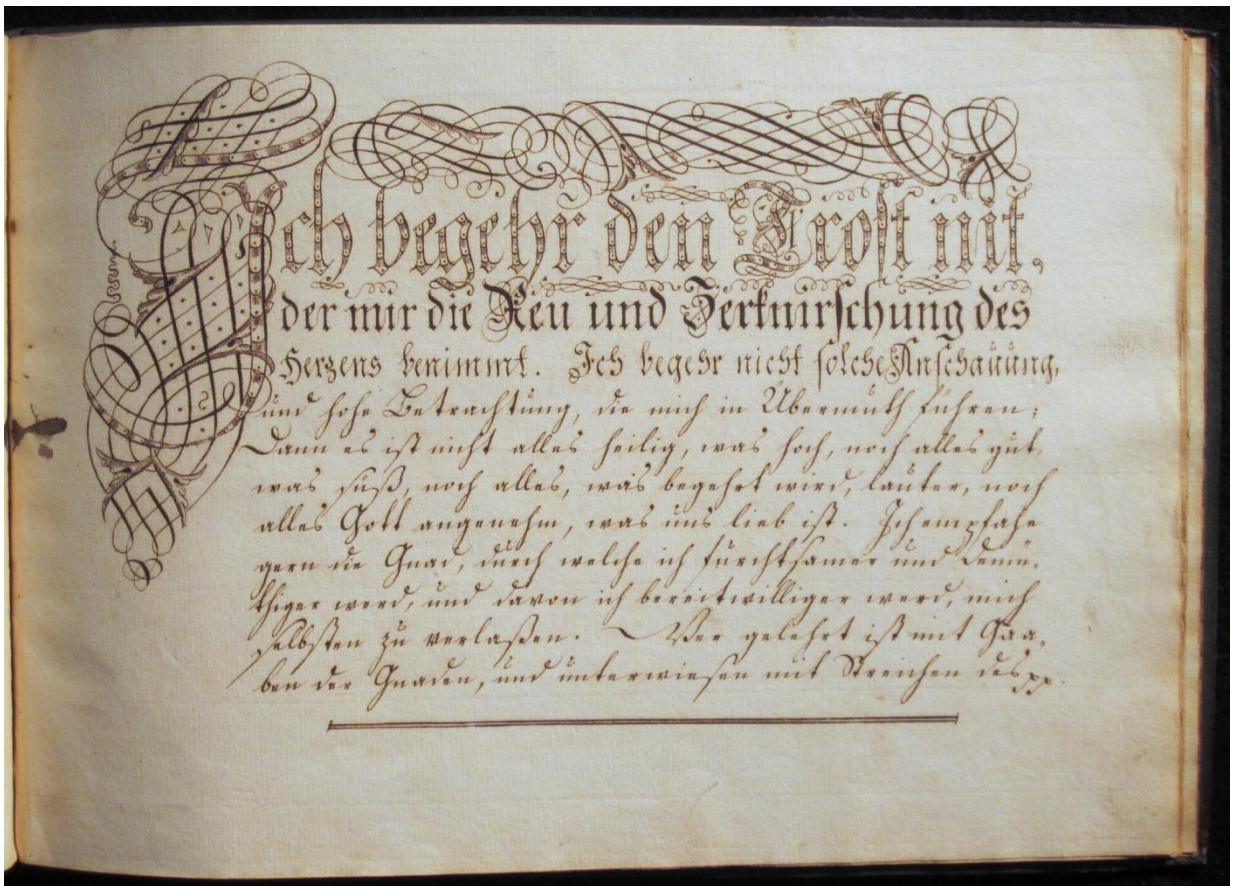 Ich begehr den Trost nit,
der mir die Reu und Zerknirschung des
Herzens benimmt. Ich begehr nicht solche Anschauung,
und hohe Betrachtung, die mich in Übermuth führen;
Dann es ist nicht alles heilig, was hoch, noch alles gut,
was süß, noch alles, was begehrt wird, lauter, noch
alles Gott angenehm, was uns lieb ist. Ich empfahe
gern die Gnad, durch welche ich furchtsamer und demü-
thiger werd, und davon ich bereitwilliger werd, mich
selbsten zu verlaßen. Wer gelehrt ist mit Gaa-
ben der Gnaden, und unterwiesen mit Streichen des pp.